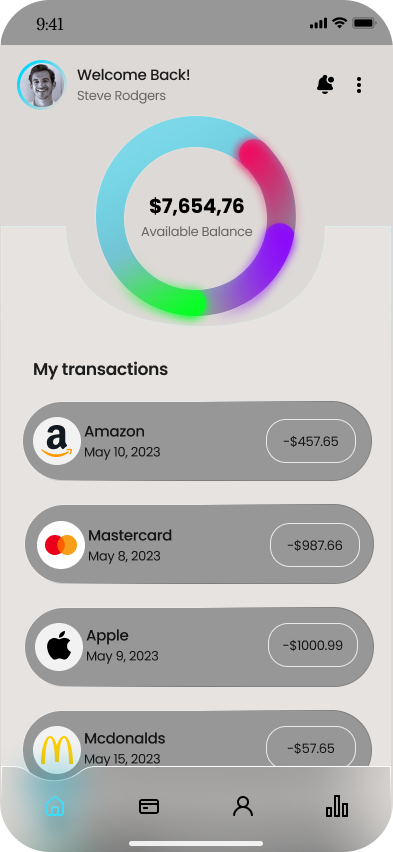 9:41
Welcome Back!
Steve Rodgers
$7,654,76
Available Balance
My transactions
a
Amazon
May 10, 2023
-$457.65
Mastercard
May 8, 2023
-$987.66
Apple
May 9, 2023
-$1000.99
Mcdonalds
May 15, 2023
-$57.65